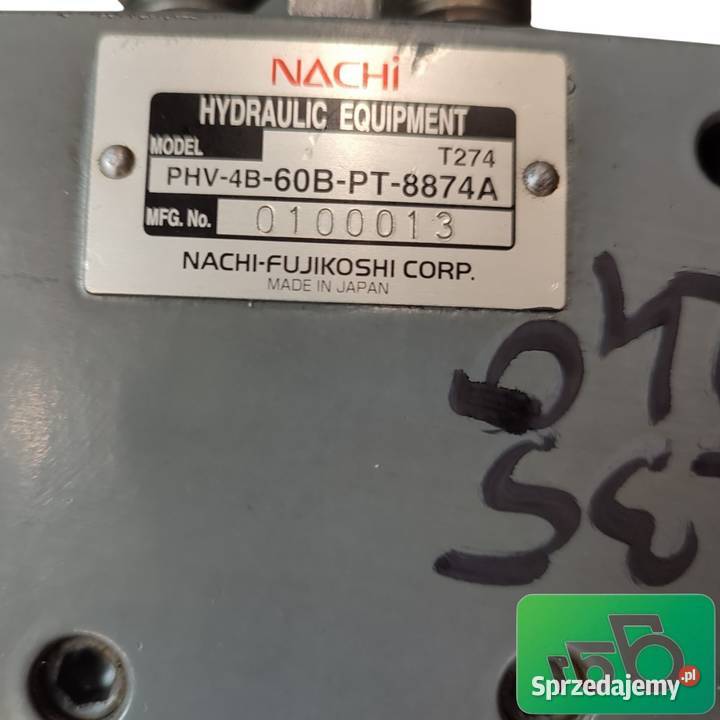 NACHi
HYDRAULIC EQUIPMENT
MODEL
T274
PHV-4B-60B-PT-8874A
MFG. No. 0100013
NACHI-FUJIKOSHI CORP.
MADE IN JAPAN
Sprzedajemy.pl